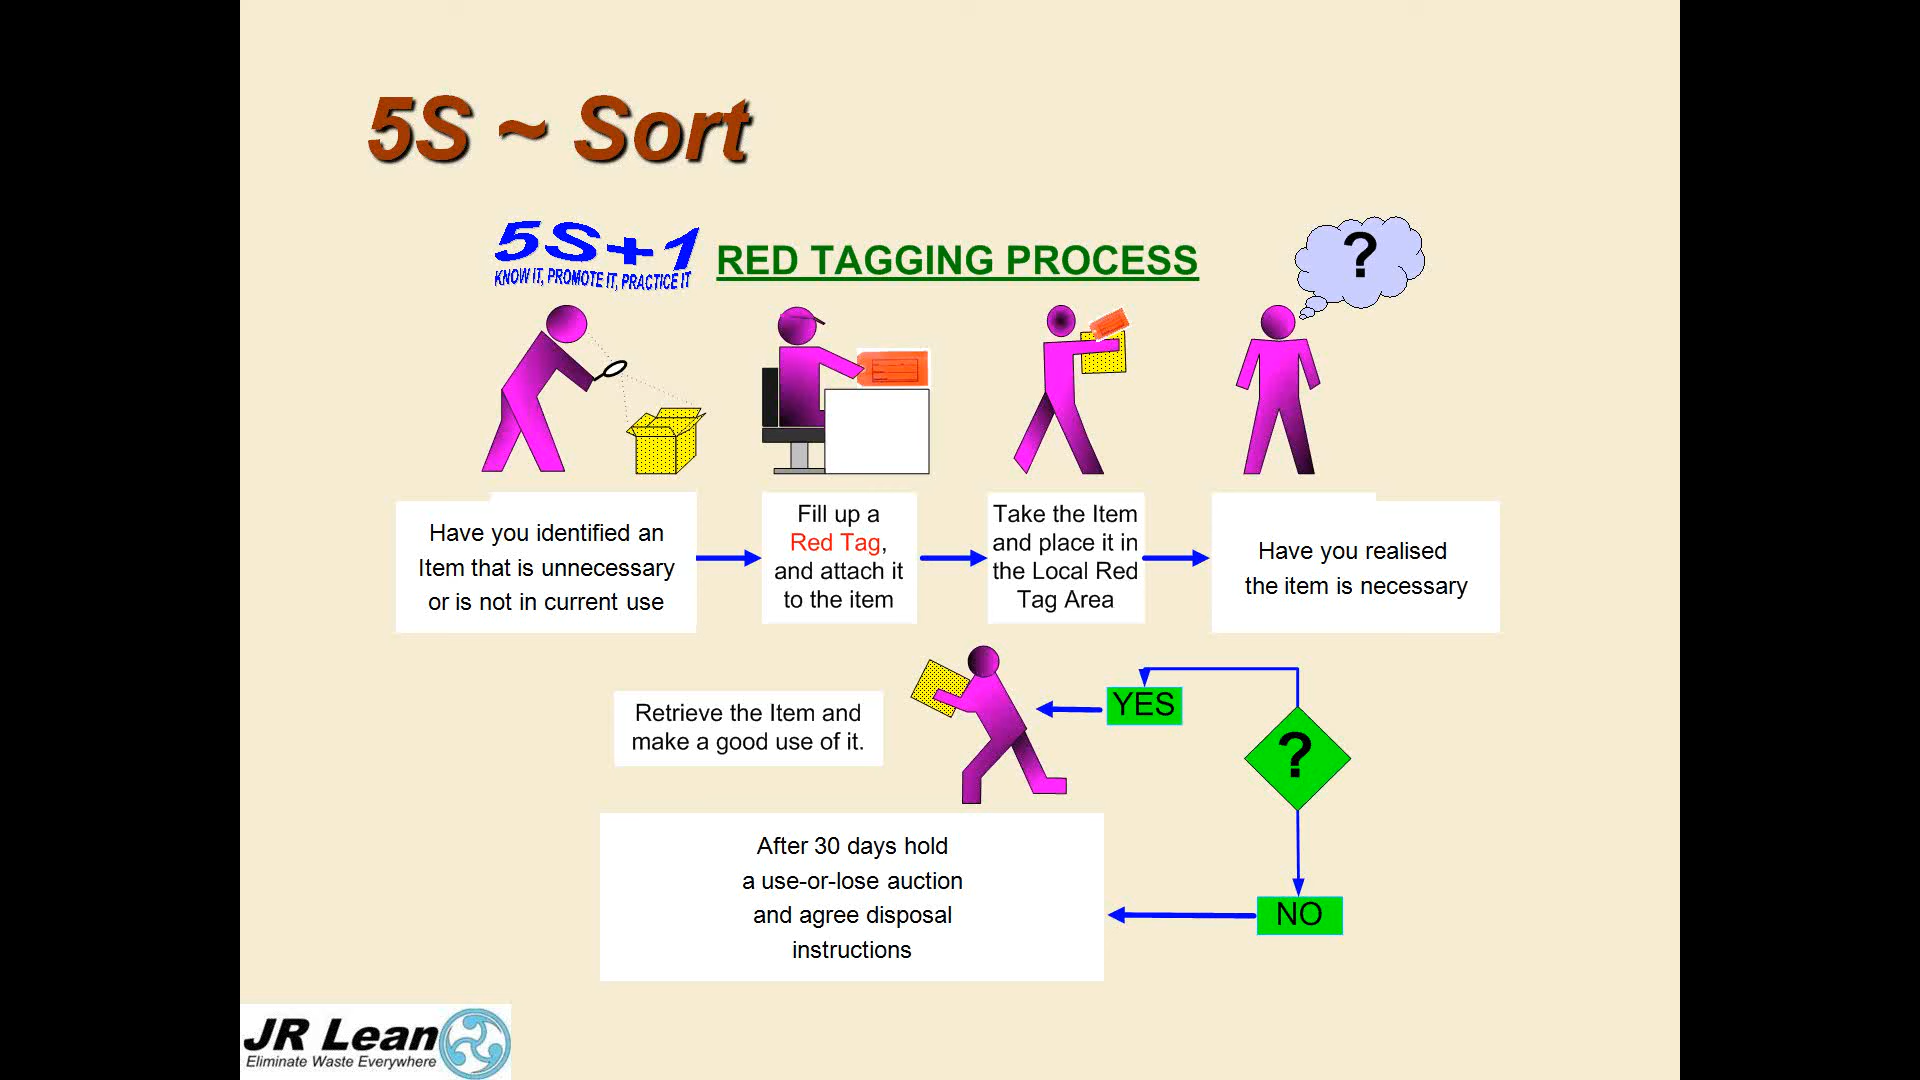 5S ~ Sort
5S+1
KNOW IT, PROMOTE IT, PRACTICE IT
RED TAGGING PROCESS
?
Have you identified an
Item that is unnecessary
or is not in current use
Fill up a
Red Tag,
and attach it
to the item
Take the Item
and place it in
the Local Red
Tag Area
Have you realised
the item is necessary
?
YES
Retrieve the Item and
make a good use of it.
NO
After 30 days hold
a use-or-lose auction
and agree disposal
instructions
JR Lean
Eliminate Waste Everywhere